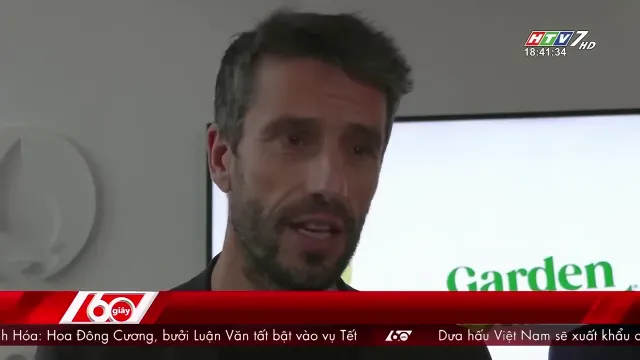 HTV7 HD
18:41:34
Garden
60 giây
h Hóa: Hoa Đông Cương, bưởi Luận Văn tất bật vào vụ Tết 60 Dưa hấu Việt Nam sẽ xuất khẩu c